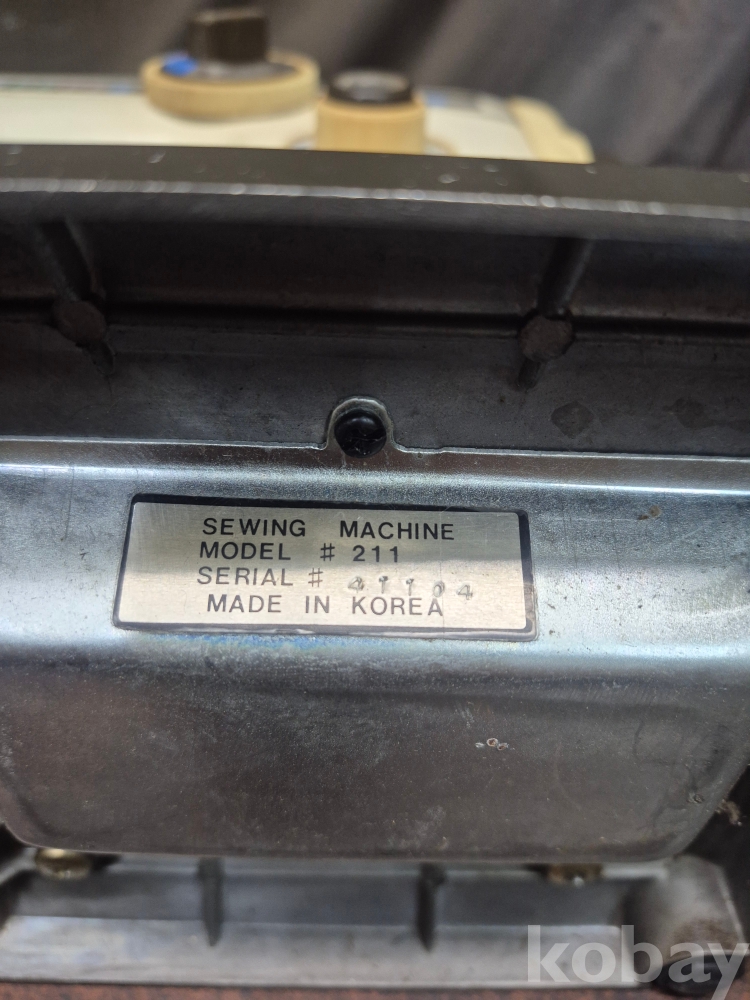 SEWING MACHINE
MODEL # 211
SERIAL # 41104
MADE IN KOREA
kobay